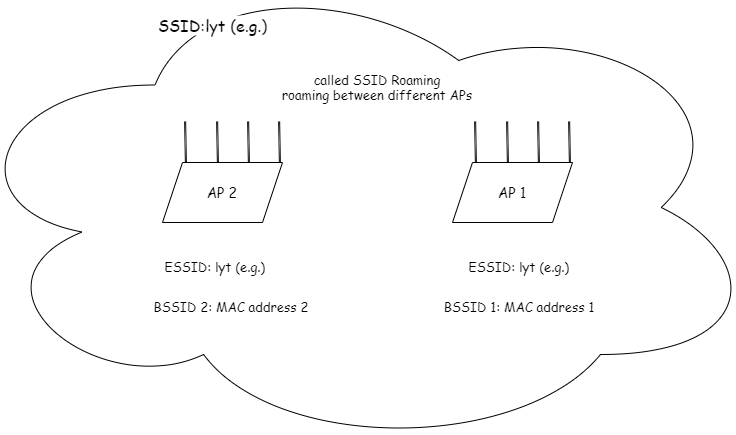 SSID:lyt (e.g.)
called SSID Roaming
roaming between different APs
AP 2
AP 1
ESSID: lyt (e.g.)
ESSID: lyt (e.g.)
BSSID 2: MAC address 2
BSSID 1: MAC address 1